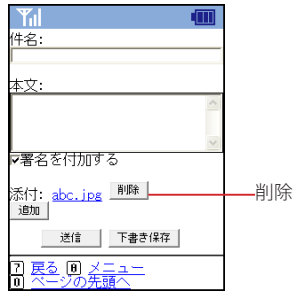 件名:
本文:
署名を付加する
添付: abc.jpg 削除 削除
追加
送信 下書き保存
7 戻る 8 メニュー
0 ページの先頭へ